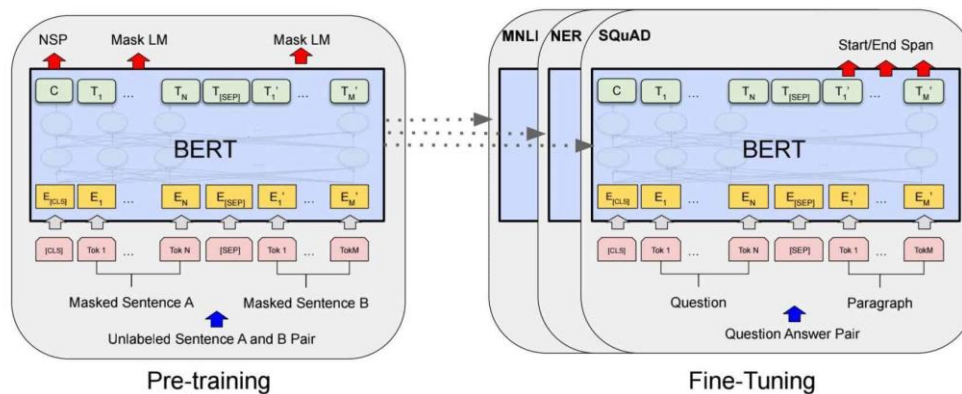 NSP Mask LM Mask LM
C T1 ... TN T[SEP] T1' ... TM'
BERT
E[CLS] E1 ... EN E[SEP] E1' ... EM'
[CLS] Tok 1 ... Tok N [SEP] Tok 1 ... TokM
Masked Sentence A Masked Sentence B
Unlabeled Sentence A and B Pair
Pre-training
MNLI NER SQuAD
Start/End Span
C T1 ... TN T[SEP] T1' ... TM'
BERT
E[CLS] E1 ... EN E[SEP] E1' ... EM'
[CLS] Tok 1 ... Tok N [SEP] Tok 1 ... TokM
Question Paragraph
Question Answer Pair
Fine-Tuning